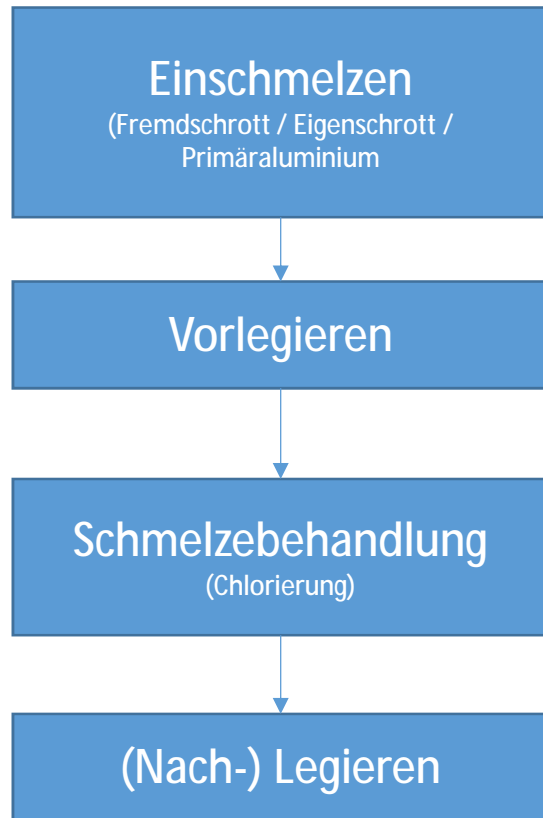 Einschmelzen
(Fremdschrott / Eigenschrott /
Primäraluminium
Vorlegieren
Schmelzebehandlung
(Chlorierung)
(Nach-) Legieren